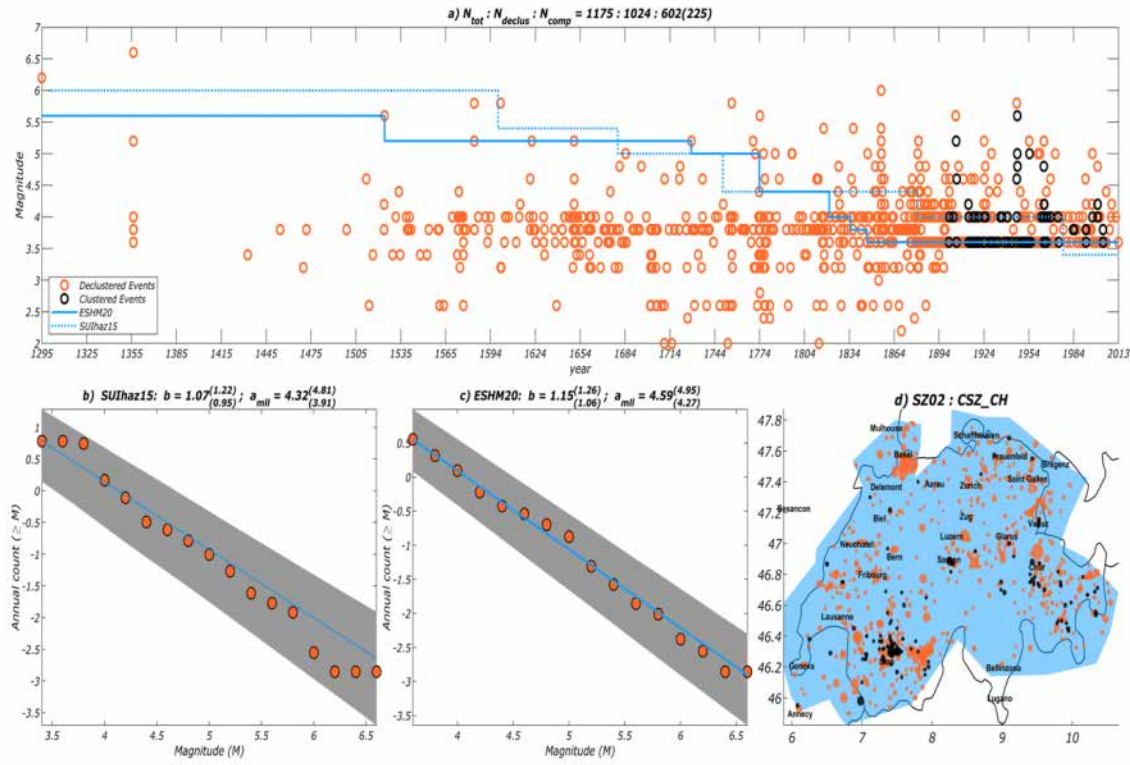 a) N_tot : N_declus : N_comp = 1175 : 1024 : 602(225)
7
6.5
6
5.5
5
4.5
4
3.5
3
2.5
2
Magnitude
Declustered Events
Clustered Events
ESHM20
SUIhaz15
1295 1325 1355 1385 1415 1445 1475 1505 1535 1564 1594 1624 1654 1684 1714 1744 1774 1804 1834 1864 1894 1924 1954 1984 2013
year
b) SUIhaz15: b = 1.07(1.22)(0.95) ; a_mll = 4.32(4.81)(3.91)
1
0.5
0
-0.5
-1
-1.5
-2
-2.5
-3
-3.5
Annual count (≥ M)
3.5 4 4.5 5 5.5 6 6.5
Magnitude (M)
c) ESHM20: b = 1.15(1.26)(1.06) ; a_mll = 4.59(4.95)(4.27)
0.5
0
-0.5
-1
-1.5
-2
-2.5
-3
-3.5
Annual count (≥ M)
4 4.5 5 5.5 6 6.5
Magnitude (M)
d) SZ02 : CSZ_CH
47.8
47.6
47.4
47.2
47
46.8
46.6
46.4
46.2
46
Mulhouse
Schaffhausen
Basel
Frauenfeld
Bregenz
Delemont
Aarau
Zurich
Saint Gallen
Besancon
Biel
Zug
Vaduz
Neuchatel
Luzern
Glarus
Bern
Sarnen
Chur
Fribourg
Lausanne
Geneva
Sion
Bellinzona
Lugano
Annecy
6 7 8 9 10